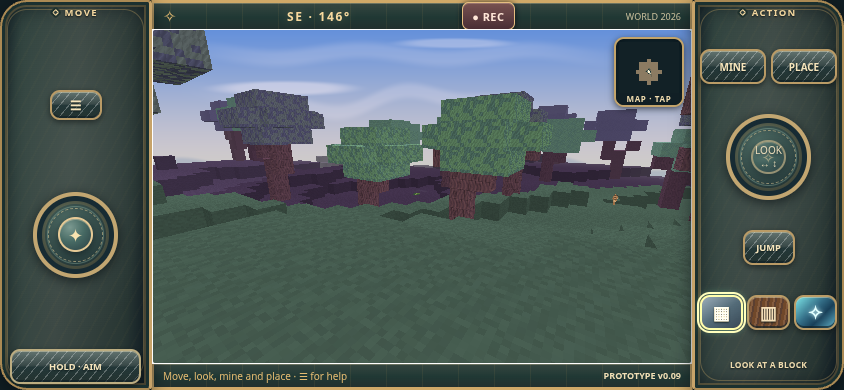 MOVE
SE · 146°
● REC
WORLD 2026
ACTION
MINE
PLACE
MAP · TAP
LOOK
JUMP
HOLD · AIM
LOOK AT A BLOCK
Move, look, mine and place · ☰ for help
PROTOTYPE v0.09